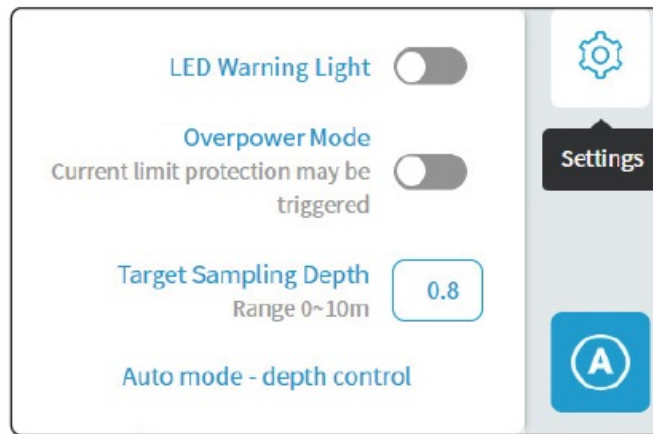 LED Warning Light
Overpower Mode
Current limit protection may be
triggered
Settings
Target Sampling Depth
0.8
Range 0~10m
Auto mode - depth control
A